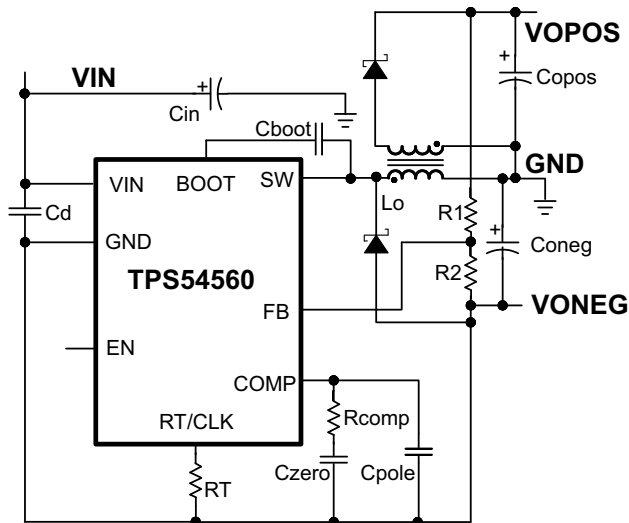 VOPOS
VIN
+
Copos
+
Cin
Cboot
GND
VIN
BOOT
SW
Lo
R1
Cd
GND
+
Coneg
TPS54560
R2
FB
VONEG
EN
COMP
Rcomp
RT/CLK
Czero
Cpole
RT